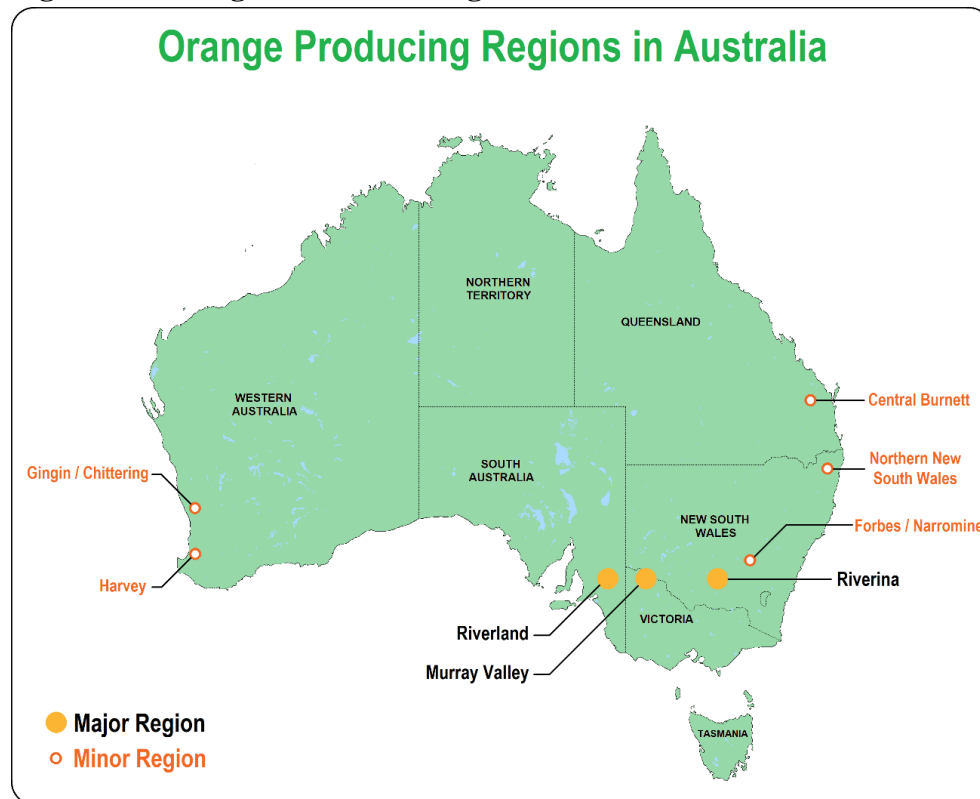 Orange Producing Regions in Australia
NORTHERN
TERRITORY
QUEENSLAND
WESTERN
AUSTRALIA
Central Burnett
SOUTH
AUSTRALIA
Northern New
South Wales
Gingin / Chittering
NEW SOUTH
WALES
Forbes / Narromine
Harvey
Riverina
Riverland
VICTORIA
Murray Valley
Major Region
TASMANIA
Minor Region